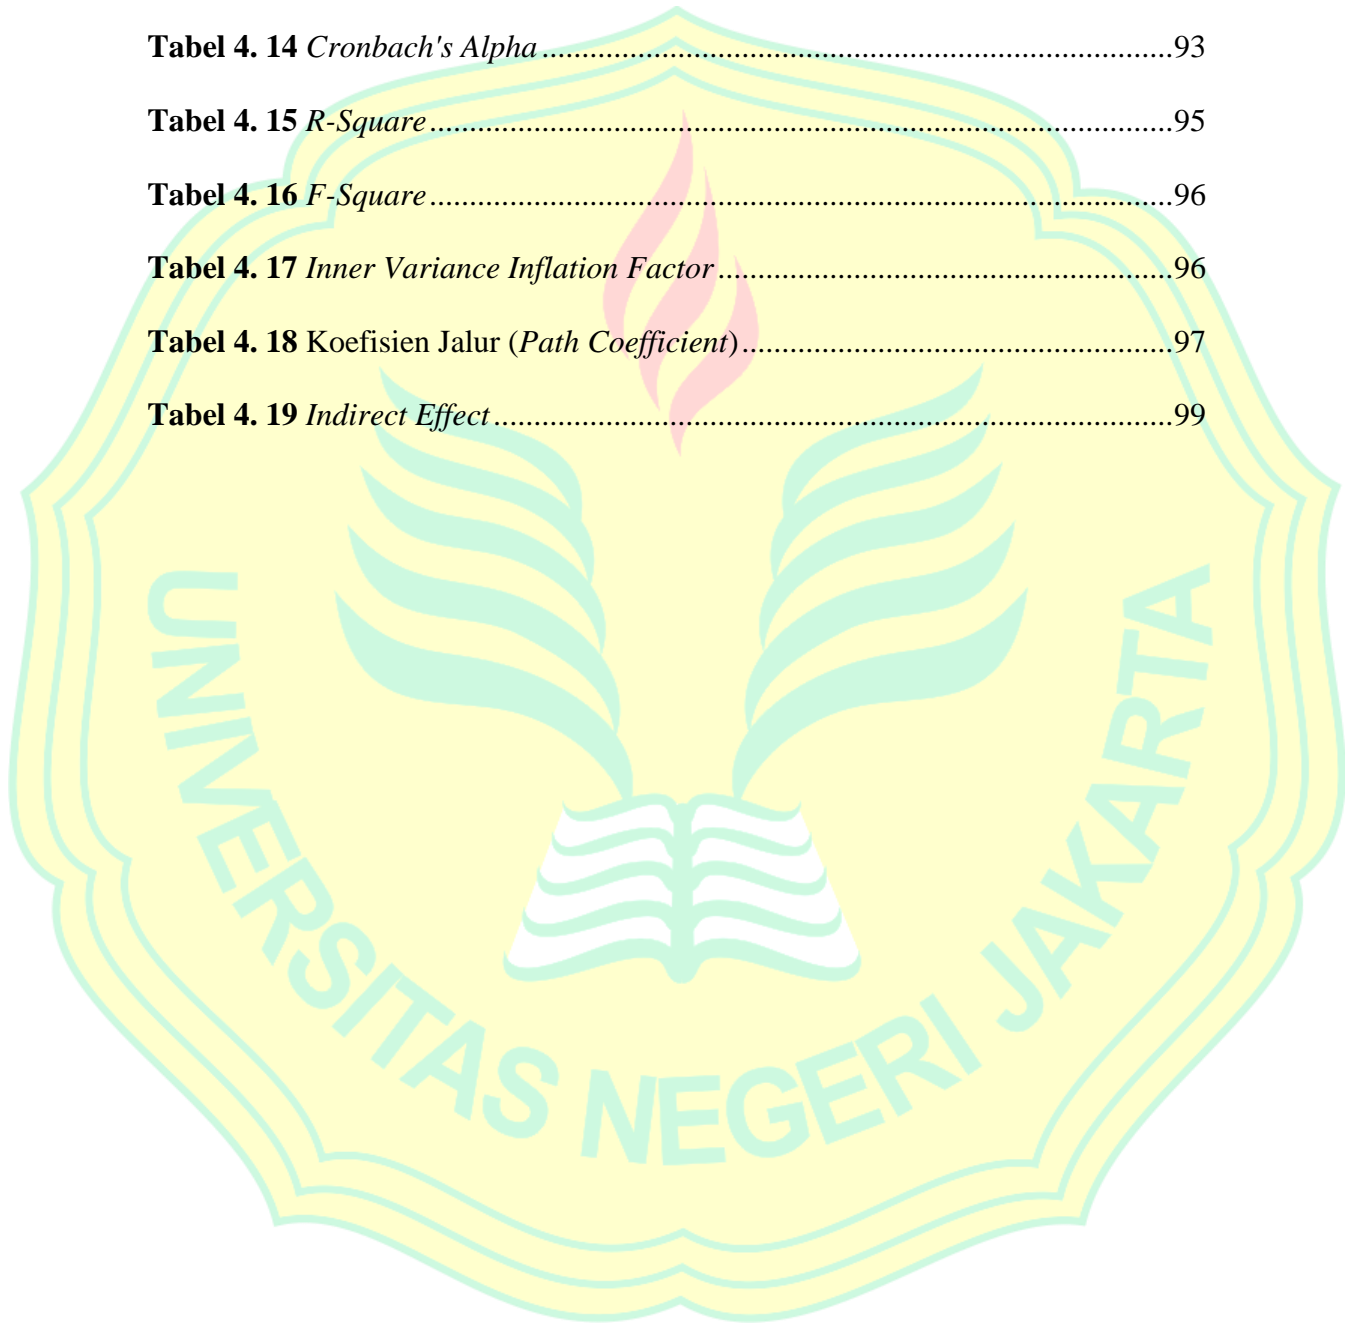 Tabel 4. 14 Cronbach's Alpha..............................................................................93
Tabel 4. 15 R-Square............................................................................................95
Tabel 4. 16 F-Square............................................................................................96
Tabel 4. 17 Inner Variance Inflation Factor........................................................96
Tabel 4. 18 Koefisien Jalur (Path Coefficient).....................................................97
Tabel 4. 19 Indirect Effect....................................................................................99
UNIVERSITAS NEGERI JAKARTA